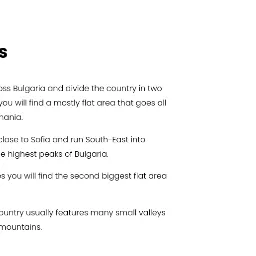 s
oss Bulgaria and divide the country in two
you will find a mostly flat area that goes all
mania.
close to Sofia and run South-East into
e highest peaks of Bulgaria.
s you will find the second biggest flat area
ountry usually features many small valleys
mountains.